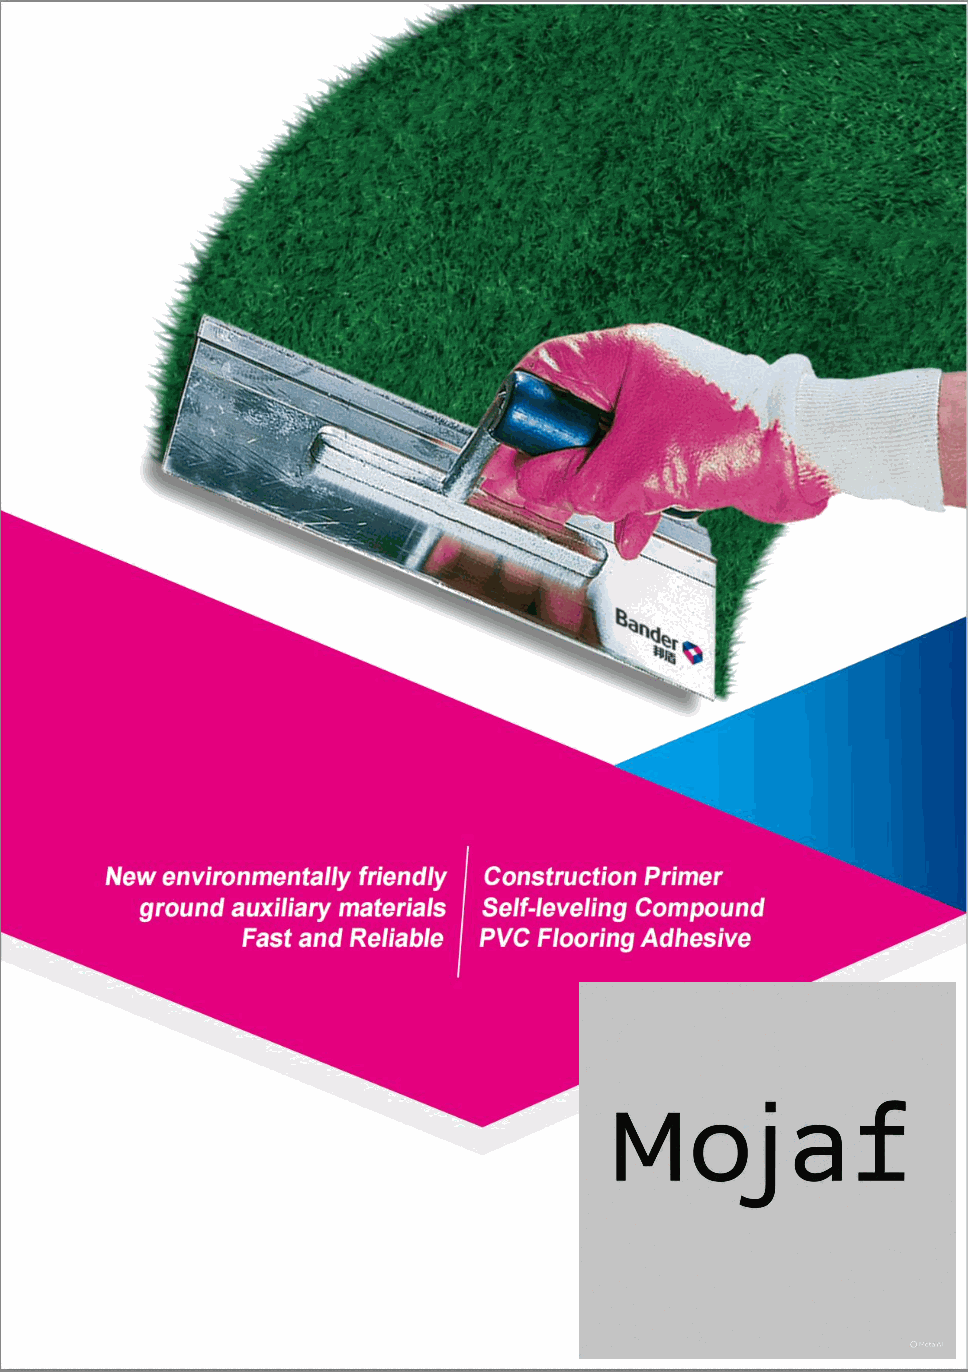 Bander
邦盾
New environmentally friendly
ground auxiliary materials
Fast and Reliable
Construction Primer
Self-leveling Compound
PVC Flooring Adhesive
Mojaf